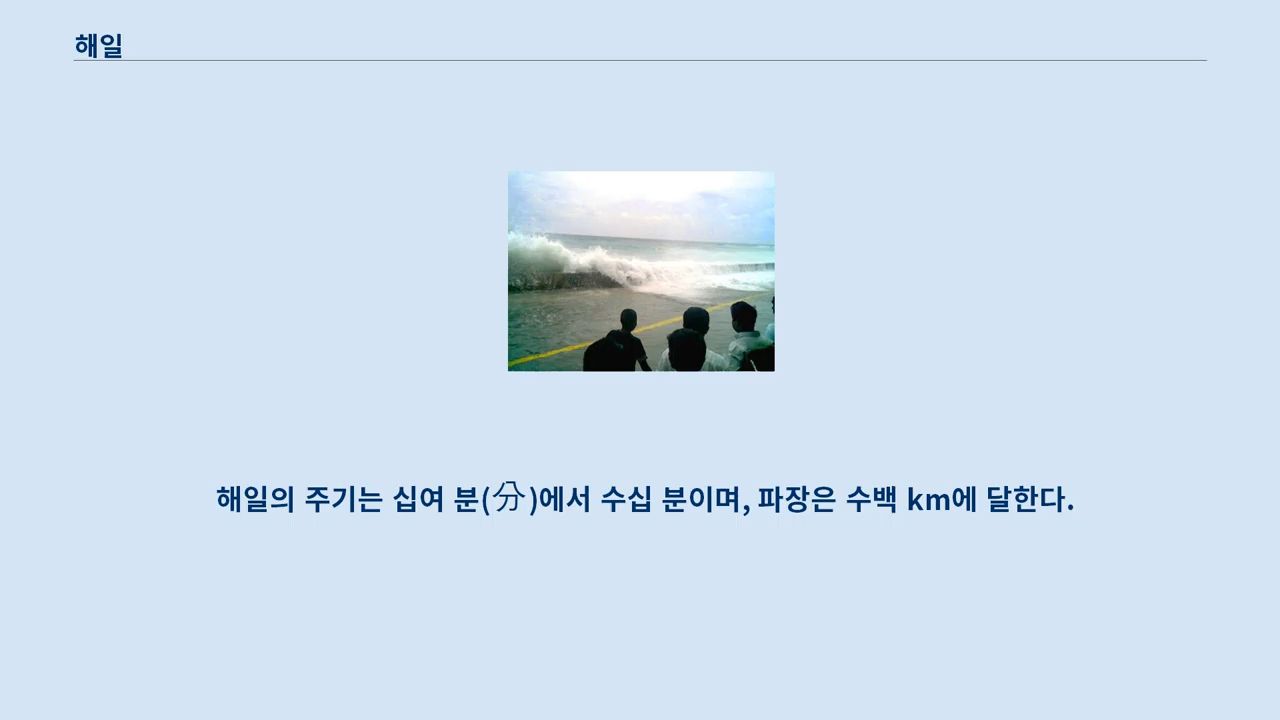 해일
해일의 주기는 십여 분(分)에서 수십 분이며, 파장은 수백 km에 달한다.